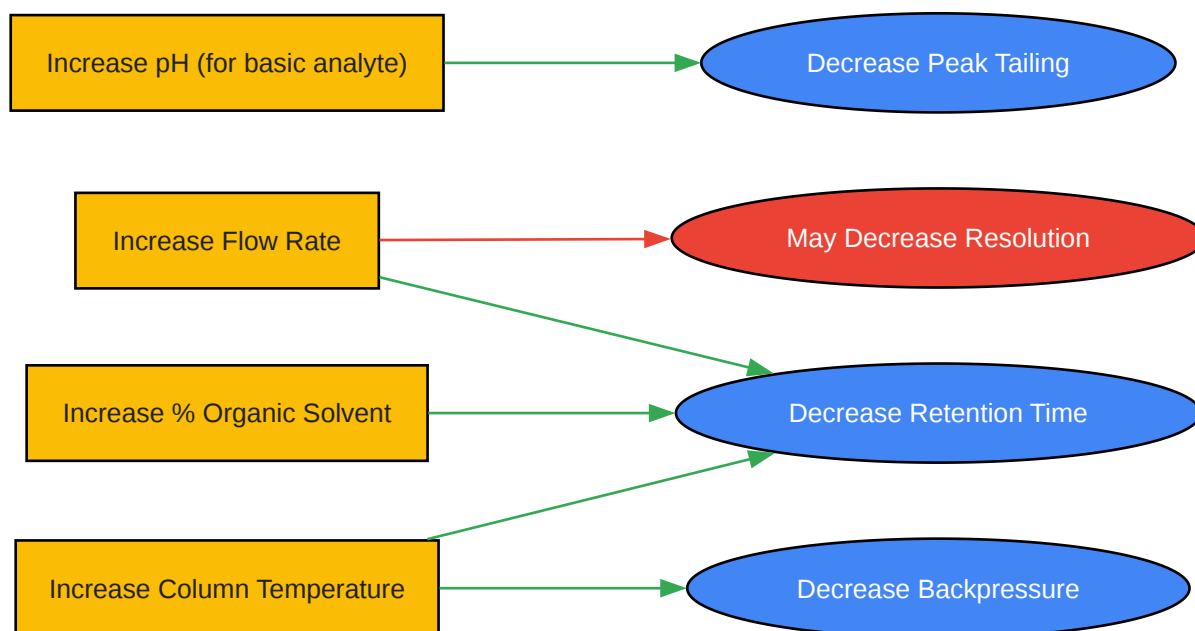 Increase pH (for basic analyte)
Decrease Peak Tailing
Increase Flow Rate
May Decrease Resolution
Increase % Organic Solvent
Decrease Retention Time
Increase Column Temperature
Decrease Backpressure